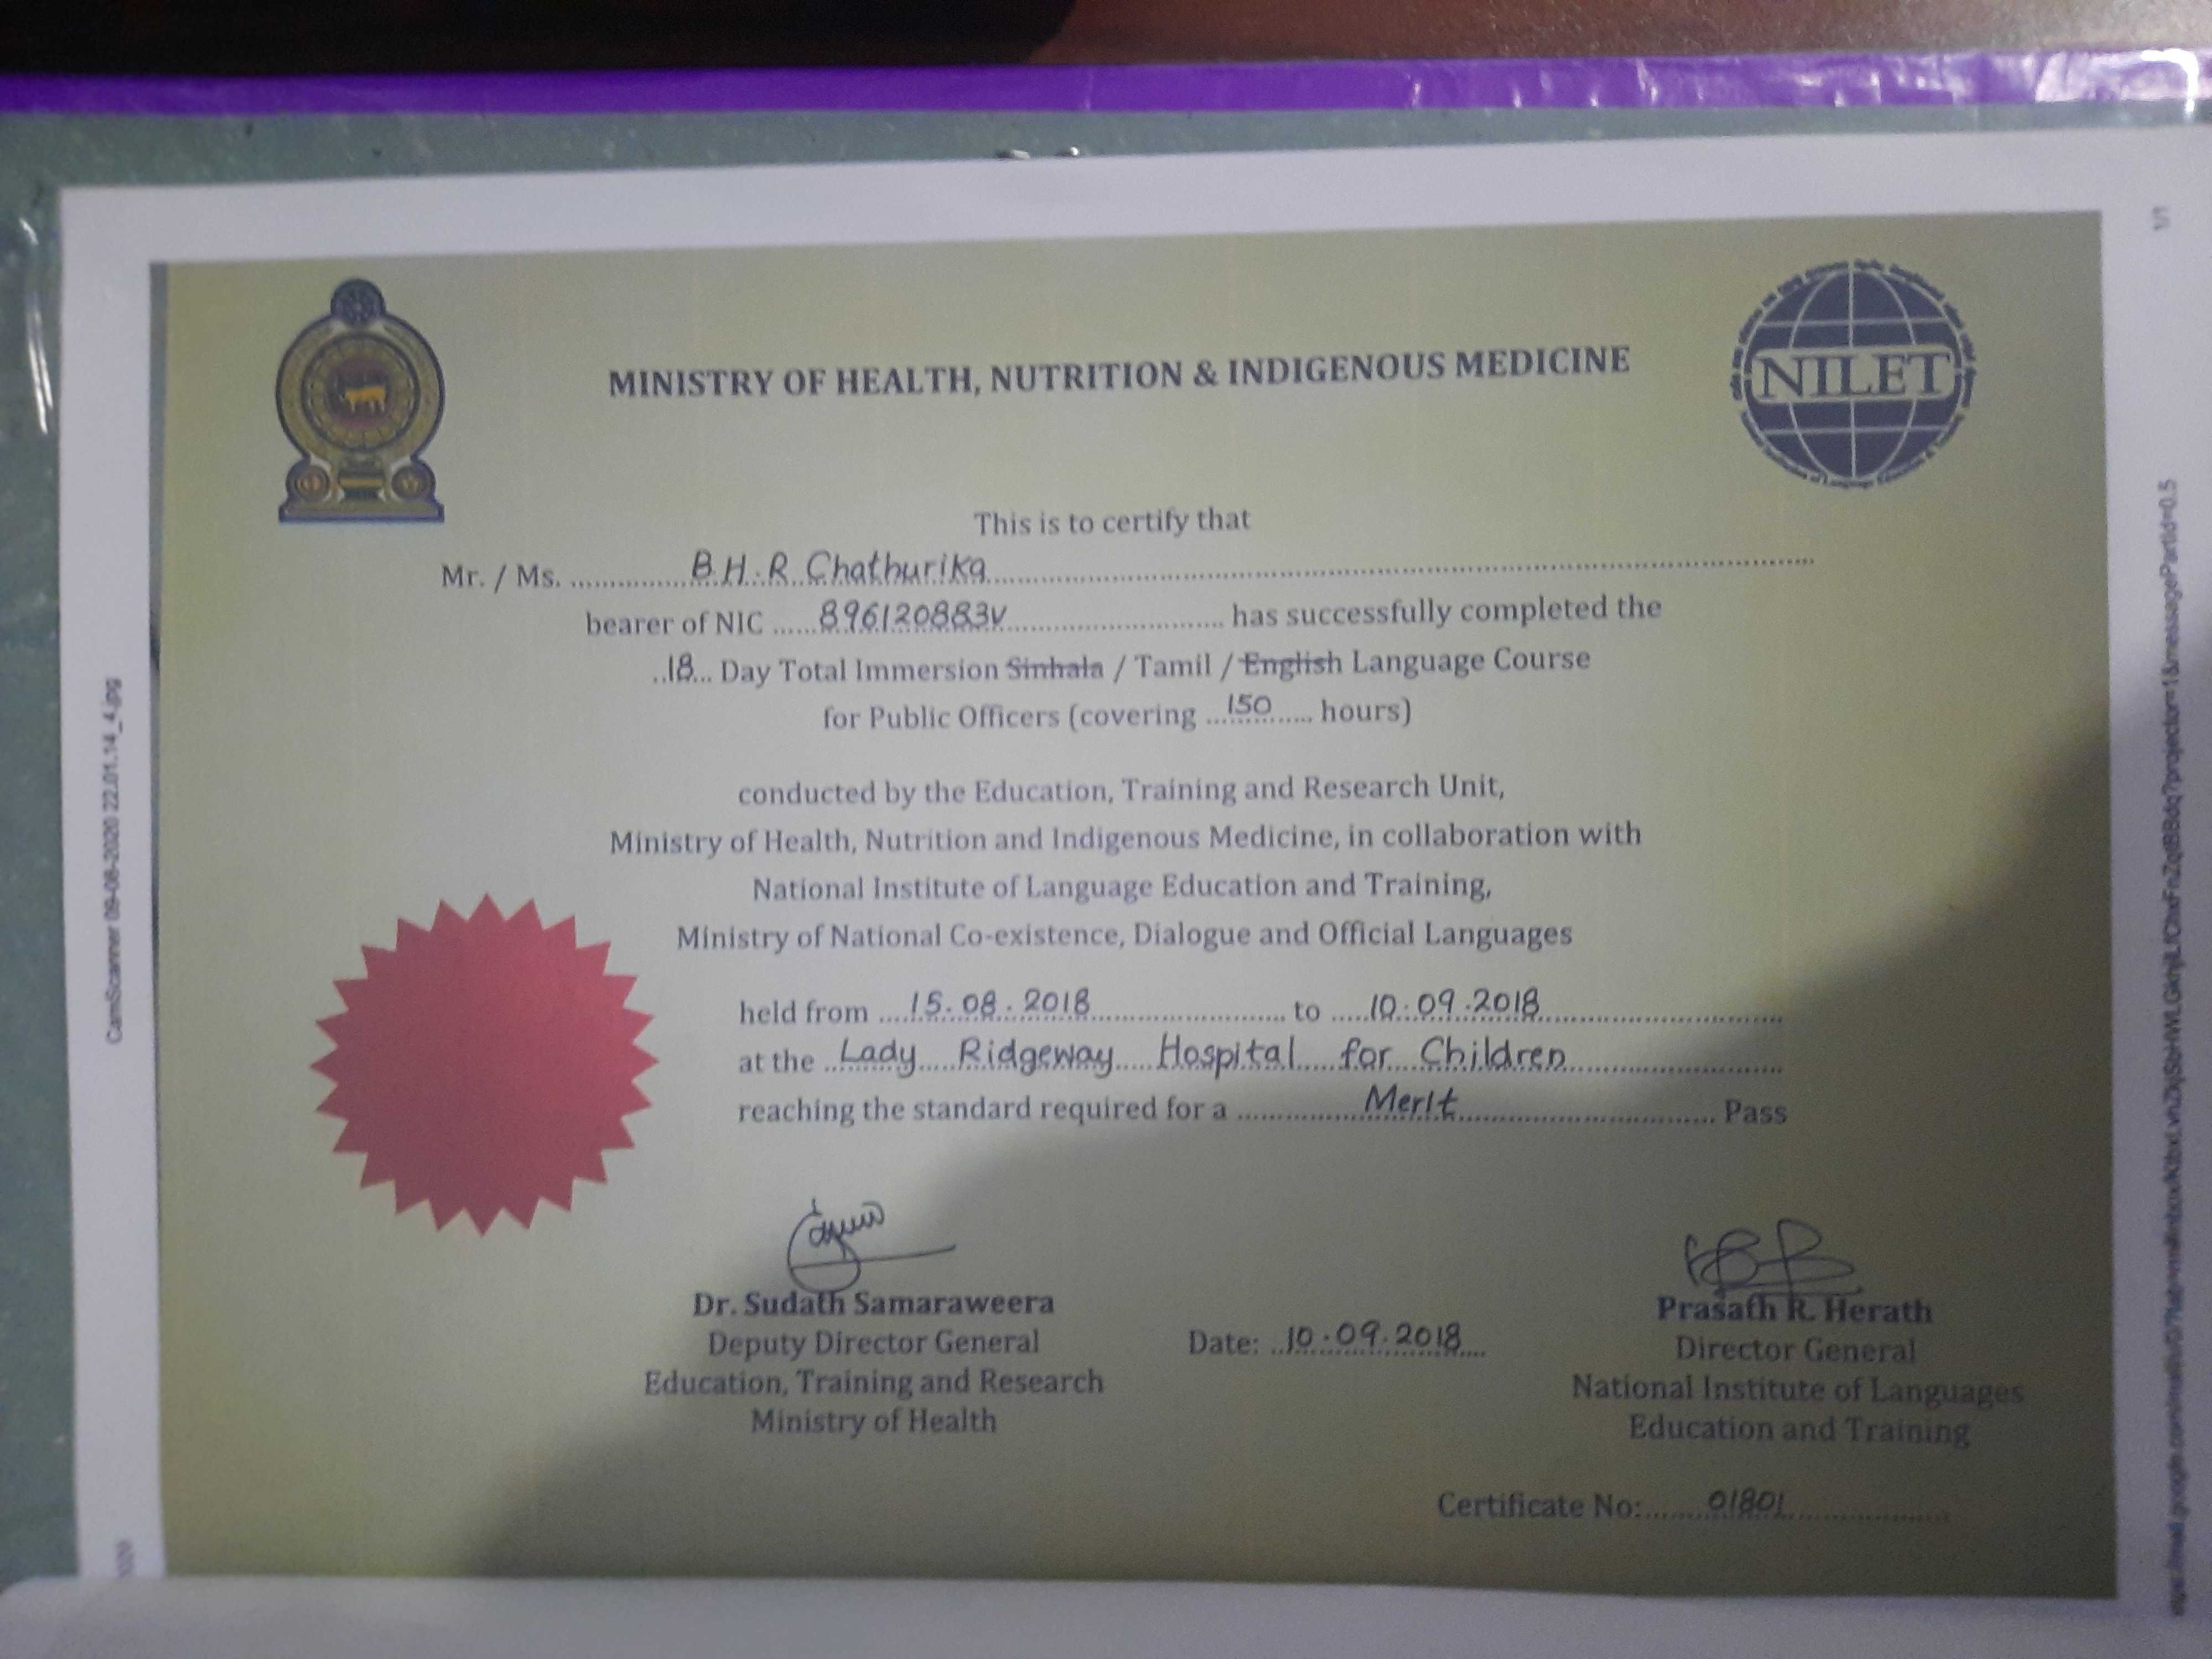 MINISTRY OF HEALTH, NUTRITION & INDIGENOUS MEDICINE
NILET
This is to certify that
Mr. / Ms. B.H.R Chathurika
bearer of NIC 896120883V has successfully completed the
18 Day Total Immersion Sinhala / Tamil / English Language Course
for Public Officers (covering 150 hours)
conducted by the Education, Training and Research Unit,
Ministry of Health, Nutrition and Indigenous Medicine, in collaboration with
National Institute of Language Education and Training,
Ministry of National Co-existence, Dialogue and Official Languages
held from 15.08.2018 to 10.09.2018
at the Lady Ridgeway Hospital for Children
reaching the standard required for a Merit Pass
Dr. Sudath Samaraweera
Deputy Director General
Education, Training and Research
Ministry of Health
Date: 10.09.2018
Prasath R. Herath
Director General
National Institute of Languages
Education and Training
Certificate No: 01801
CamScanner 09-08-2020 22.01.14_4.jpg
1/1